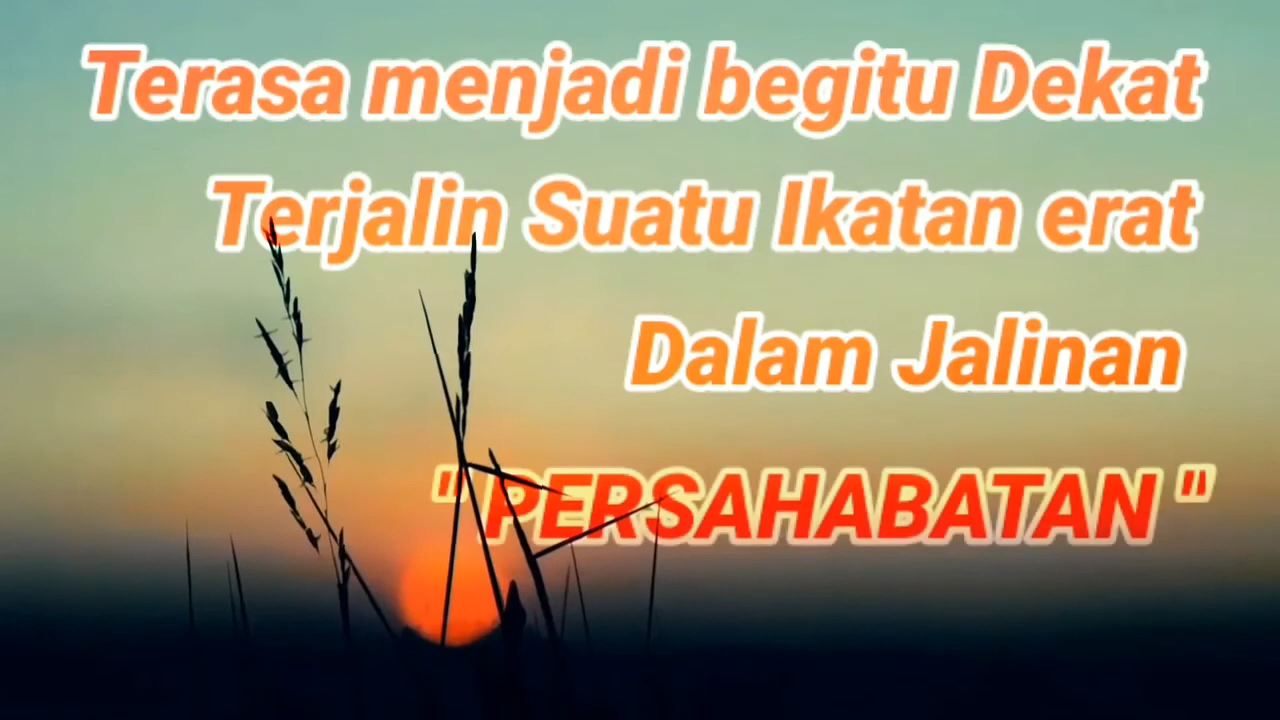 Terasa menjadi begitu Dekat
Terjalin Suatu Ikatan erat
Dalam Jalinan
" PERSAHABATAN "